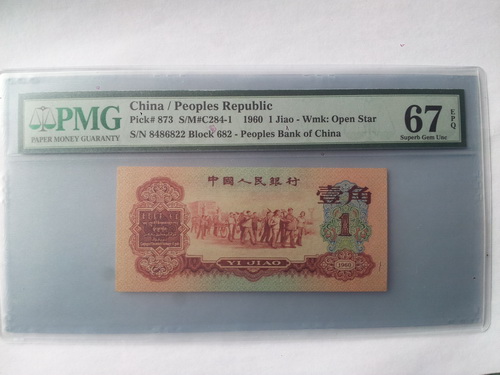 PMG
PAPER MONEY GUARANTY
China / Peoples Republic
Pick# 873 S/M#C284-1 1960 1 Jiao - Wmk: Open Star
S/N 8486822 Block 682 - Peoples Bank of China
67 EPQ
Superb Gem Unc
中国人民银行
壹角
1
YI JIAO
1960